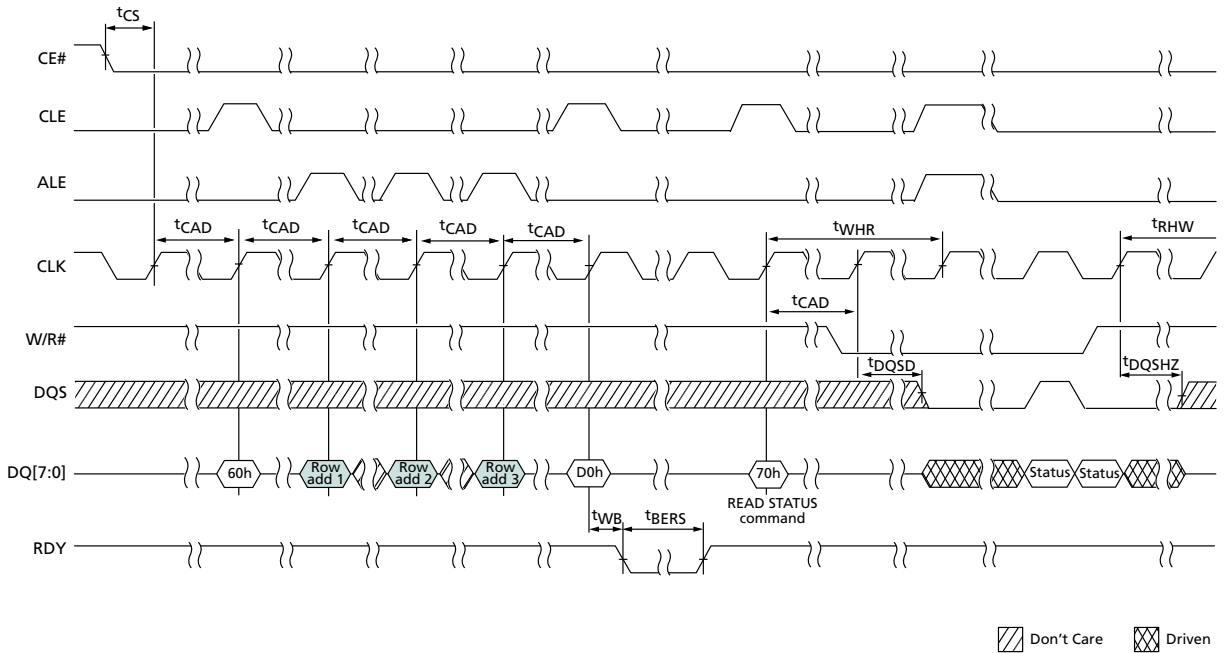 tCS
CE#
CLE
ALE
tCAD
tCAD
tCAD
tCAD
tCAD
tWHR
tRHW
CLK
tCAD
W/R#
tDQSD
tDQSHZ
DQS
DQ[7:0]
60h
Row
add 1
Row
add 2
Row
add 3
D0h
70h
Status
Status
READ STATUS
command
tWB
tBERS
RDY
Don't Care
Driven